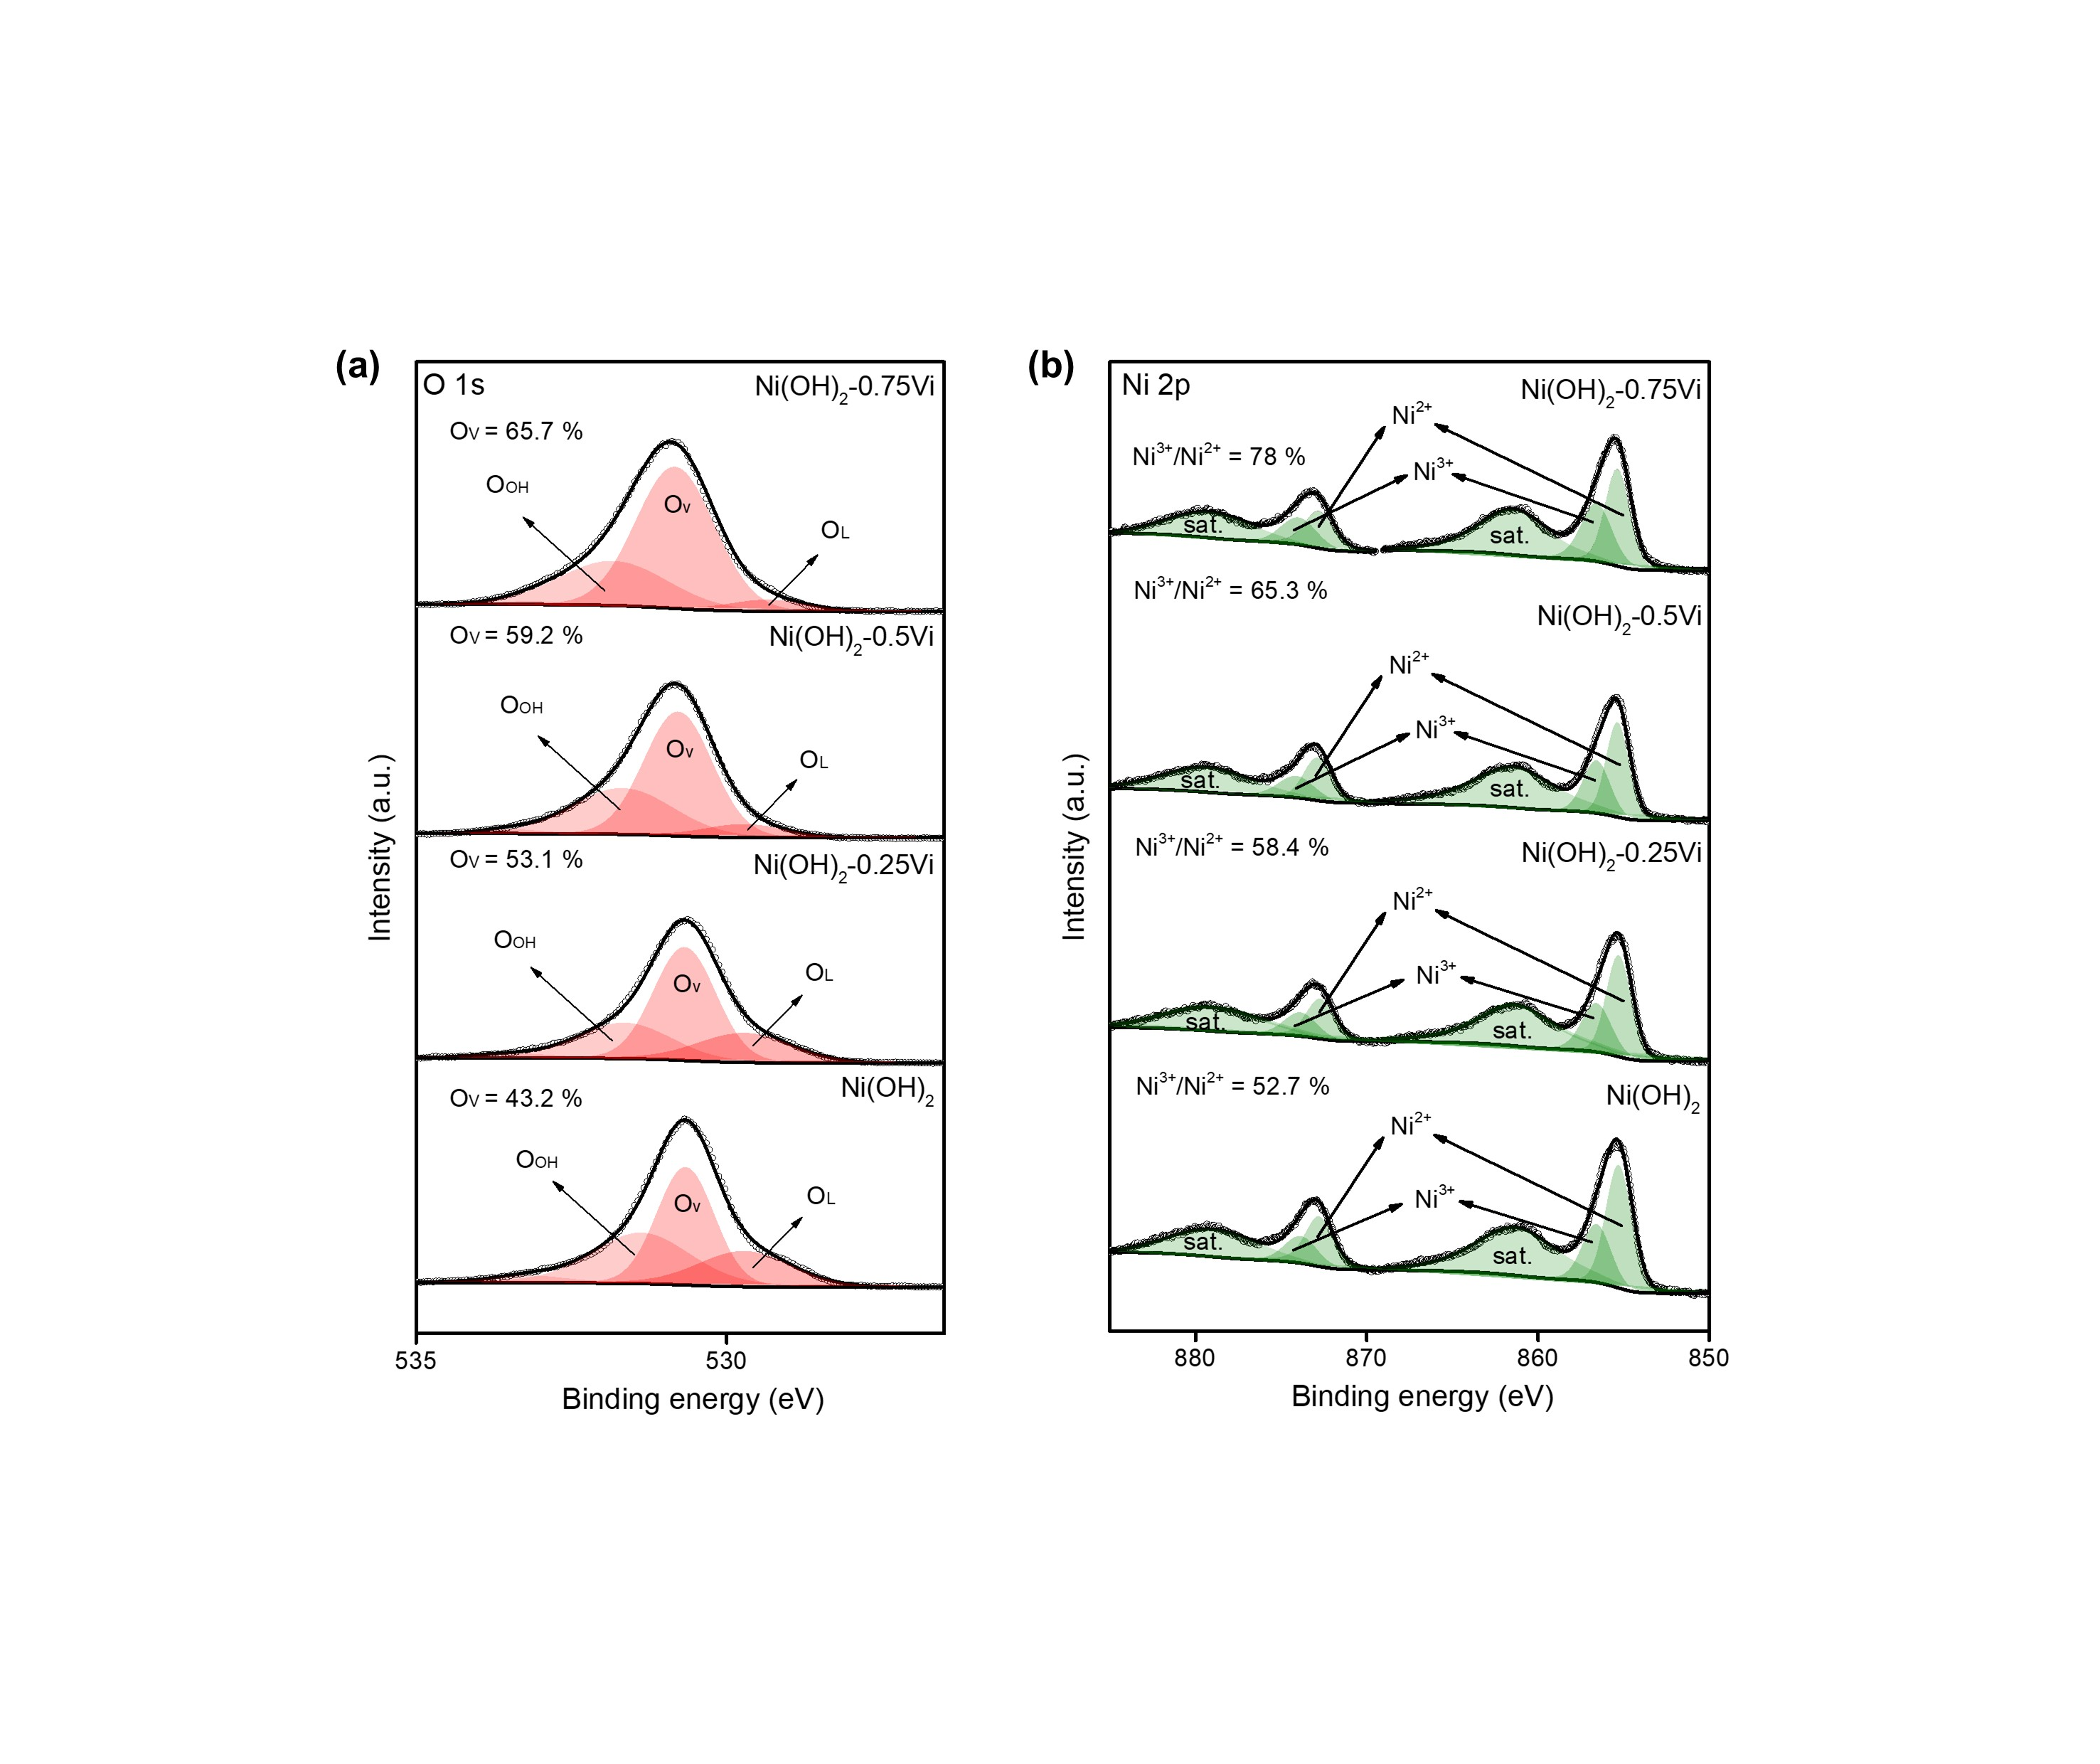 (a)
O 1s
Ni(OH)2-0.75Vi
OV = 65.7 %
OOH
OV
OL
OV = 59.2 %
Ni(OH)2-0.5Vi
OOH
OV
OL
OV = 53.1 %
Ni(OH)2-0.25Vi
OOH
OV
OL
OV = 43.2 %
Ni(OH)2
OOH
OV
OL
Intensity (a.u.)
535
530
Binding energy (eV)
(b)
Ni 2p
Ni(OH)2-0.75Vi
Ni2+
Ni3+/Ni2+ = 78 %
Ni3+
sat.
sat.
Ni3+/Ni2+ = 65.3 %
Ni(OH)2-0.5Vi
Ni2+
Ni3+
sat.
sat.
Ni3+/Ni2+ = 58.4 %
Ni(OH)2-0.25Vi
Ni2+
Ni3+
sat.
sat.
Ni3+/Ni2+ = 52.7 %
Ni(OH)2
Ni2+
Ni3+
sat.
sat.
Intensity (a.u.)
880
870
860
850
Binding energy (eV)